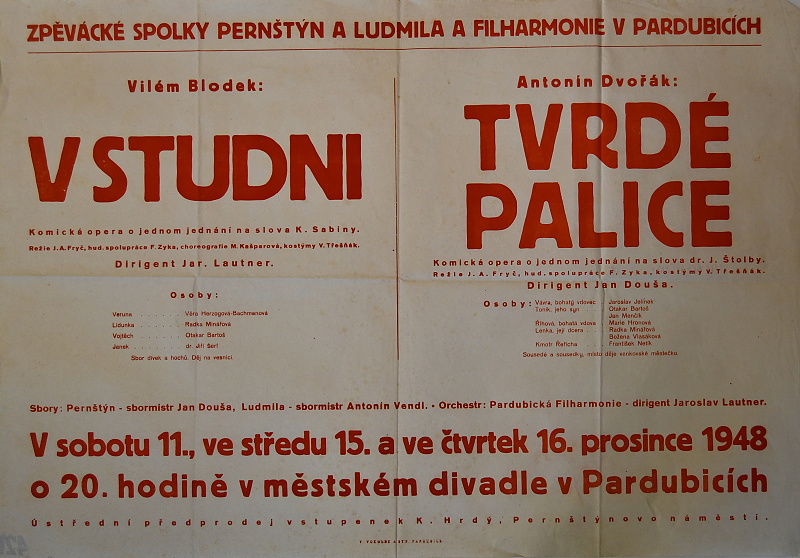 ZPĚVÁCKÉ SPOLKY PERNŠTÝN A LUDMILA A FILHARMONIE V PARDUBICÍCH
Vilém Blodek:
V STUDNI
Komická opera o jednom jednání na slova K. Sabiny.
Režie J. A. Fryč, hud. spolupráce F. Zyka, choreografie M. Kašparová, kostýmy V. Třešňák.
Dirigent Jar. Lautner.
Osoby:
Veruna . . . . . . Věra Herzogova-Bachmanová
Lidunka . . . . . . Radka Minářová
Vojtěch . . . . . . Otakar Bartoš
Janek . . . . . . dr. Jiří Šerf
Sbor dívek a hochů. Děj na vesnici.
Antonín Dvořák:
TVRDÉ
PALICE
Komická opera o jednom jednání na slova dr. J. Štolby.
Režie J. A. Fryč, hud. spolupráce F. Zyka, kostýmy V. Třešňák.
Dirigent Jan Douša.
Osoby: Vávra, bohatý vdovec . Jaroslav Jelínek
Toník, jeho syn . . . Otakar Bartoš
Jan Menčík
Říhová, bohatá vdova . Marie Hronová
Lenka, její dcera . . . Radka Minářová
Božena Vlasáková
Kmotr Řeřicha . . . František Netík
Sousedé a sousedky, místo děje venkovské městečko.
Sbory: Pernštýn - sbormistr Jan Douša, Ludmila - sbormistr Antonín Vendl. • Orchestr: Pardubická Filharmonie - dirigent Jaroslav Lautner.
V sobotu 11., ve středu 15. a ve čtvrtek 16. prosince 1948
o 20. hodině v městském divadle v Pardubicích
Ústřední předprodej vstupenek K. Hrdý, Pernštýnovo náměstí.